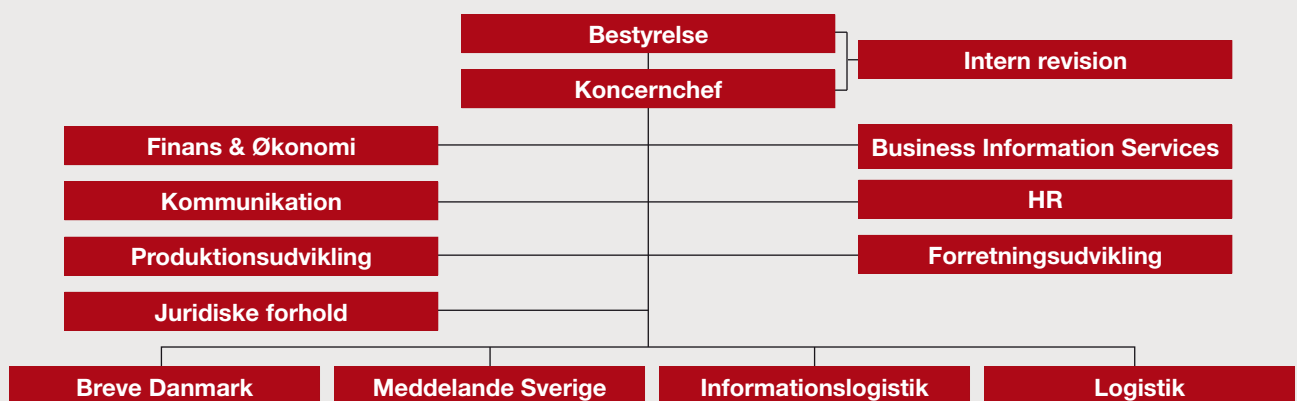 Bestyrelse
Intern revision
Koncernchef
Finans & Økonomi
Business Information Services
Kommunikation
HR
Produktionsudvikling
Forretningsudvikling
Juridiske forhold
Breve Danmark
Meddelande Sverige
Informationslogistik
Logistik